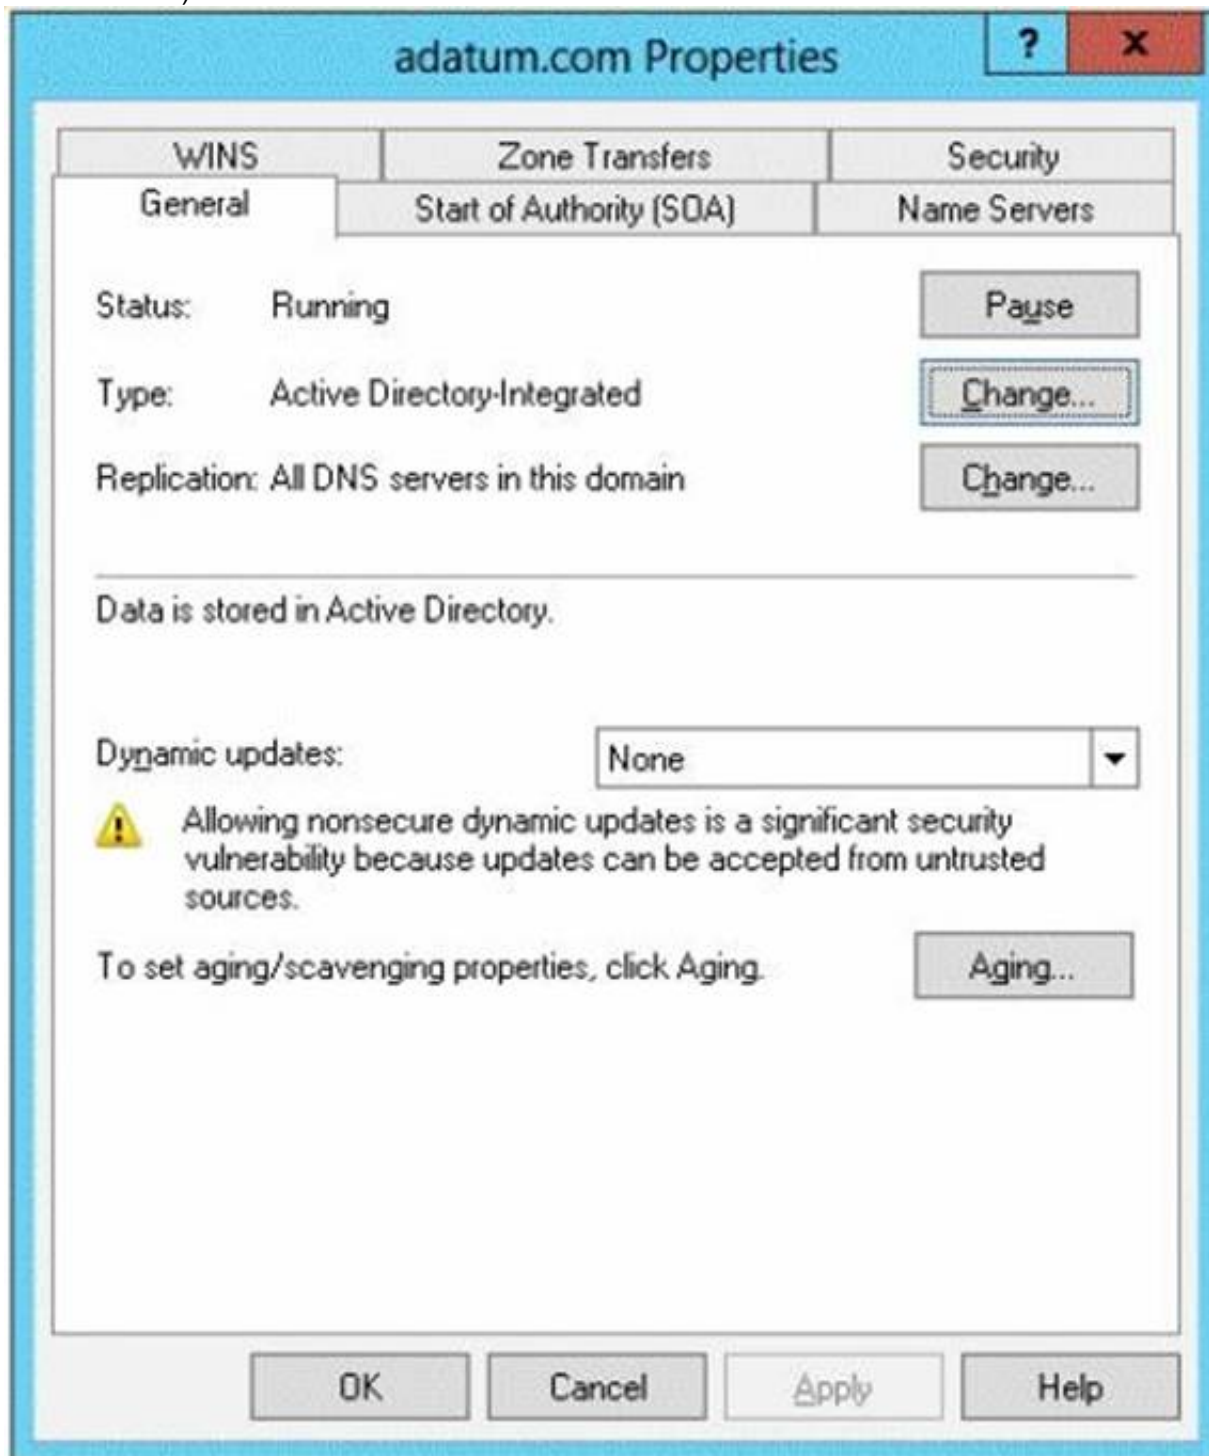 adatum.com Properties
?
x
WINS
Zone Transfers
Security
General
Start of Authority (SOA)
Name Servers
Status: Running
Pause
Type: Active Directory-Integrated
Change...
Replication: All DNS servers in this domain
Change...
Data is stored in Active Directory.
Dynamic updates:
None
Allowing nonsecure dynamic updates is a significant security
vulnerability because updates can be accepted from untrusted
sources.
To set aging/scavenging properties, click Aging.
Aging...
OK
Cancel
Apply
Help